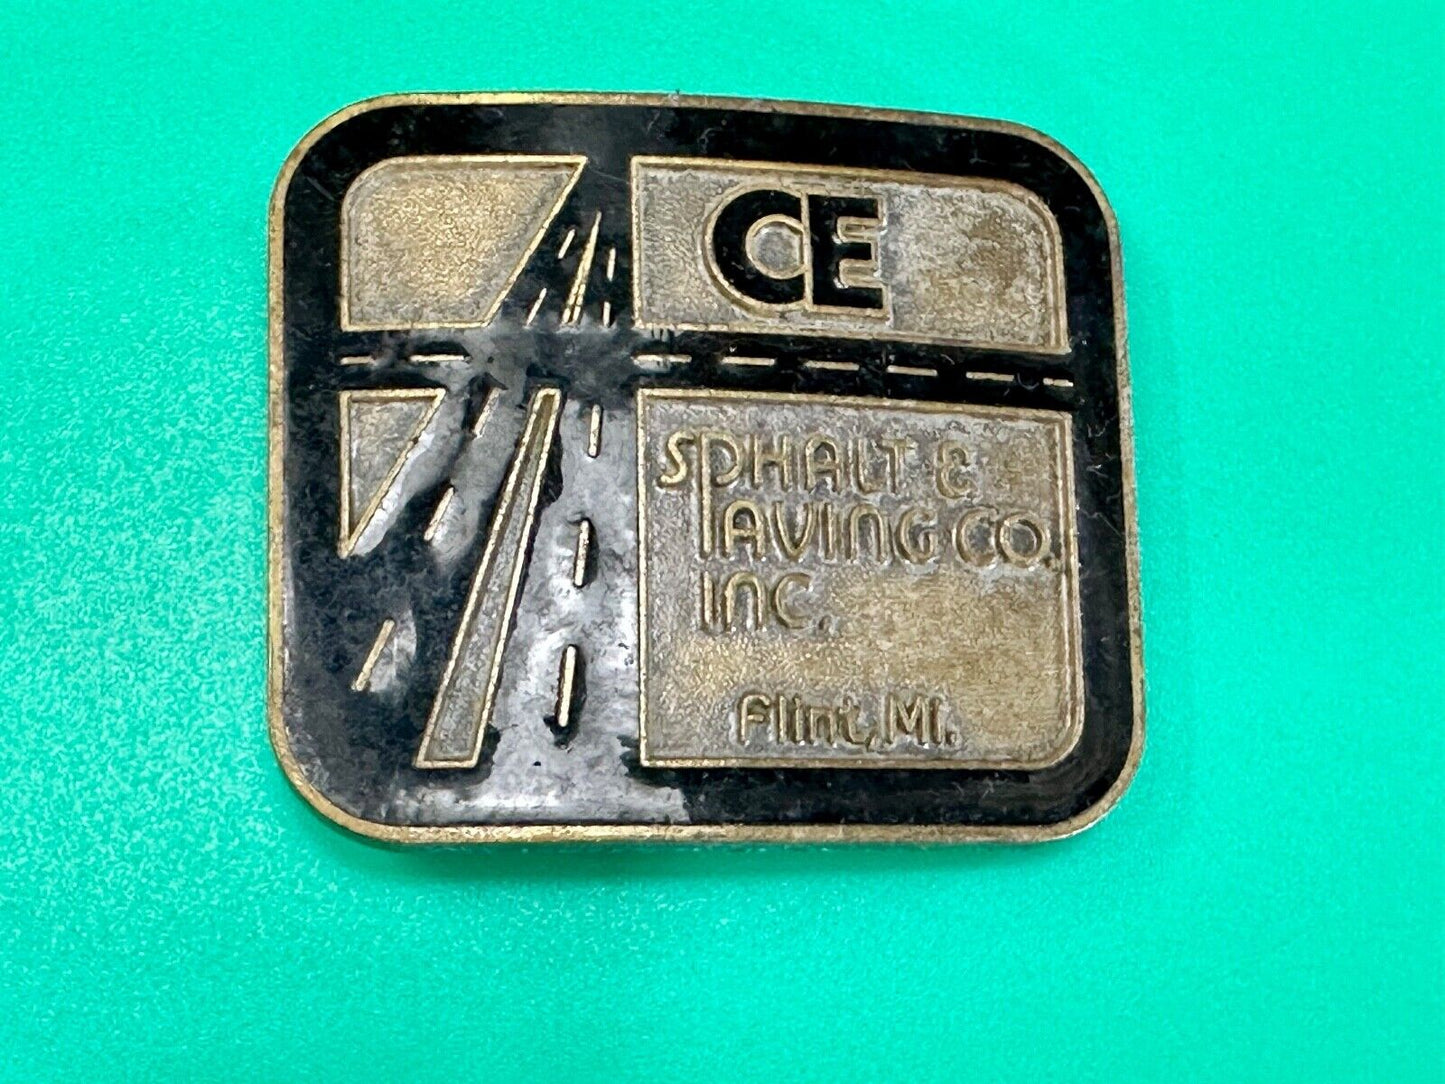 CE
SPHALT &
PAVING CO.
INC.
Flint, MI.